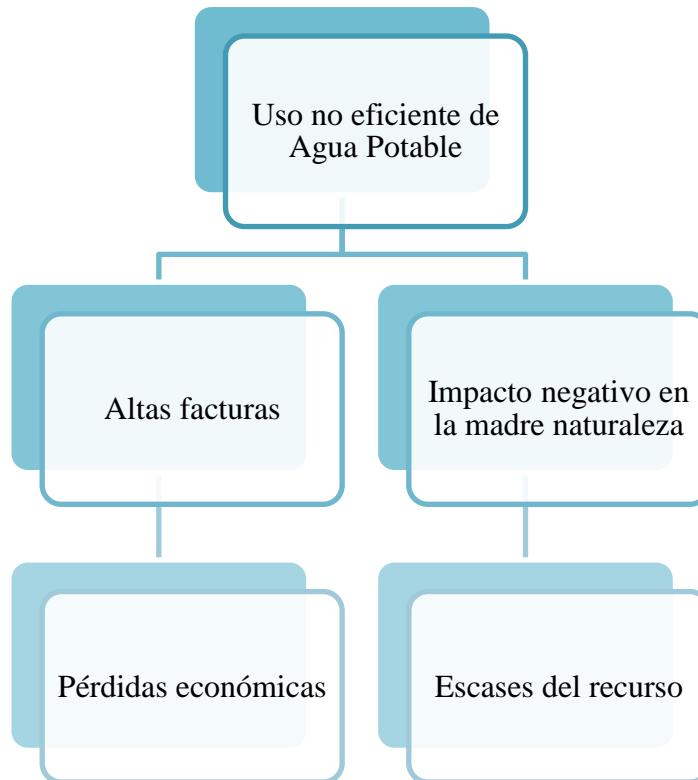 Uso no eficiente de
Agua Potable
Altas facturas
Impacto negativo en
la madre naturaleza
Pérdidas económicas
Escases del recurso